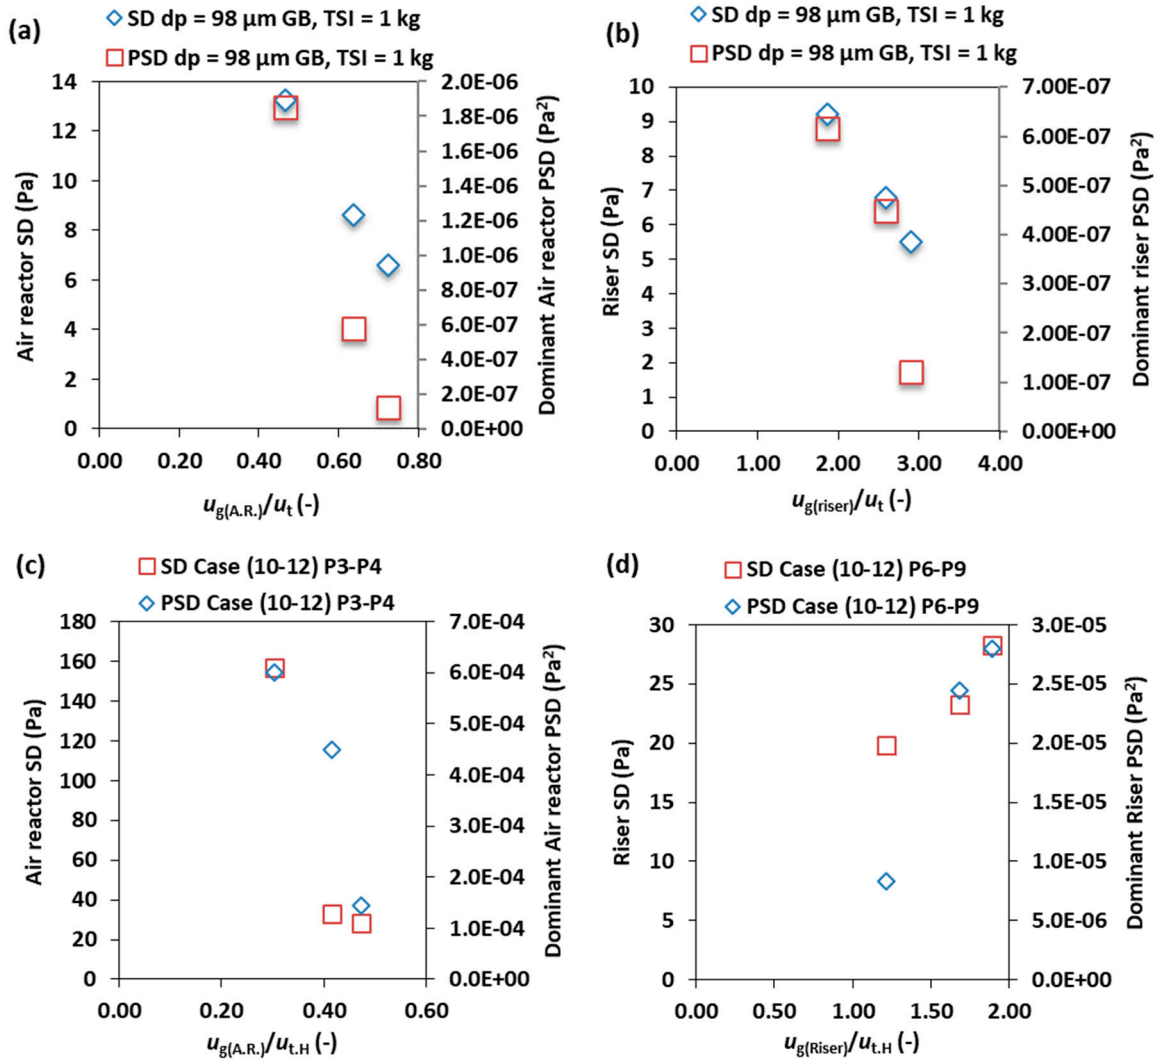 (a)
SD dp = 98 µm GB, TSI = 1 kg
PSD dp = 98 µm GB, TSI = 1 kg
14
12
10
8
6
4
2
0
Air reactor SD (Pa)
2.0E-06
1.8E-06
1.6E-06
1.4E-06
1.2E-06
1.0E-06
8.0E-07
6.0E-07
4.0E-07
2.0E-07
0.0E+00
Dominant Air reactor PSD (Pa²)
0.00 0.20 0.40 0.60 0.80
ug(A.R.)/ut (-)
(b)
SD dp = 98 µm GB, TSI = 1 kg
PSD dp = 98 µm GB, TSI = 1 kg
10
9
8
7
6
5
4
3
2
1
0
Riser SD (Pa)
7.00E-07
6.00E-07
5.00E-07
4.00E-07
3.00E-07
2.00E-07
1.00E-07
0.00E+00
Dominant riser PSD (Pa²)
0.00 1.00 2.00 3.00 4.00
ug(riser)/ut (-)
(c)
SD Case (10-12) P3-P4
PSD Case (10-12) P3-P4
180
160
140
120
100
80
60
40
20
0
Air reactor SD (Pa)
7.0E-04
6.0E-04
5.0E-04
4.0E-04
3.0E-04
2.0E-04
1.0E-04
0.0E+00
Dominant Air reactor PSD (Pa²)
0.00 0.20 0.40 0.60
ug(A.R.)/ut.H (-)
(d)
SD Case (10-12) P6-P9
PSD Case (10-12) P6-P9
30
25
20
15
10
5
0
Riser SD (Pa)
3.0E-05
2.5E-05
2.0E-05
1.5E-05
1.0E-05
5.0E-06
0.0E+00
Dominant Riser PSD (Pa²)
0.00 0.50 1.00 1.50 2.00
ug(Riser)/ut.H (-)